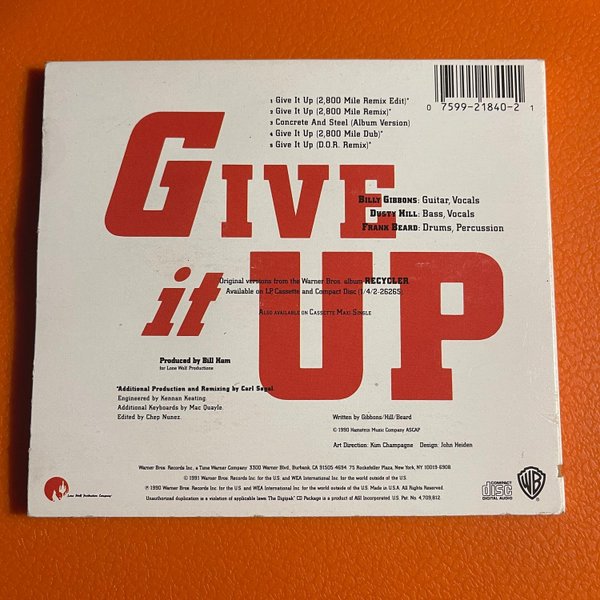 1 Give It Up (2,800 Mile Remix Edit)*
2 Give It Up (2,800 Mile Remix)*
3 Concrete And Steel (Album Version)
4 Give It Up (2,800 Mile Dub)*
5 Give It Up (D.O.R. Remix)*
0 7599-21840-2 1
GIVE
it UP
BILLY GIBBONS: Guitar, Vocals
DUSTY HILL: Bass, Vocals
FRANK BEARD: Drums, Percussion
Original versions from the Warner Bros. album RECYCLER
Available on LP, Cassette and Compact Disc (1/4/2-26265)
ALSO AVAILABLE ON CASSETTE MAXI SINGLE
Produced by Bill Ham
for Lone Wolf Productions
*Additional Production and Remixing by Carl Segal
Engineered by Kennan Keating
Additional Keyboards by Mac Quayle
Edited by Chep Nunez
Written by Gibbons/Hill/Beard
© 1990 Hamstein Music Company ASCAP
Art Direction: Kim Champagne Design: John Heiden
Warner Bros. Records Inc., a Time Warner Company 3300 Warner Blvd., Burbank, CA 91505-4694 75 Rockefeller Plaza, New York, NY 10019-6908
© 1991 Warner Bros. Records Inc. for the U.S. and WEA International Inc. for the world outside of the U.S.
℗ 1990 Warner Bros. Records Inc. for the U.S. and WEA International Inc. for the world outside of the U.S. Made in U.S.A. All Rights Reserved.
Unauthorized duplication is a violation of applicable laws. The Digipak® CD Package is a product of AGI Incorporated. U.S. Pat. No. 4,709,812.
Lone Wolf Production Company
COMPACT
disc
DIGITAL AUDIO
WB